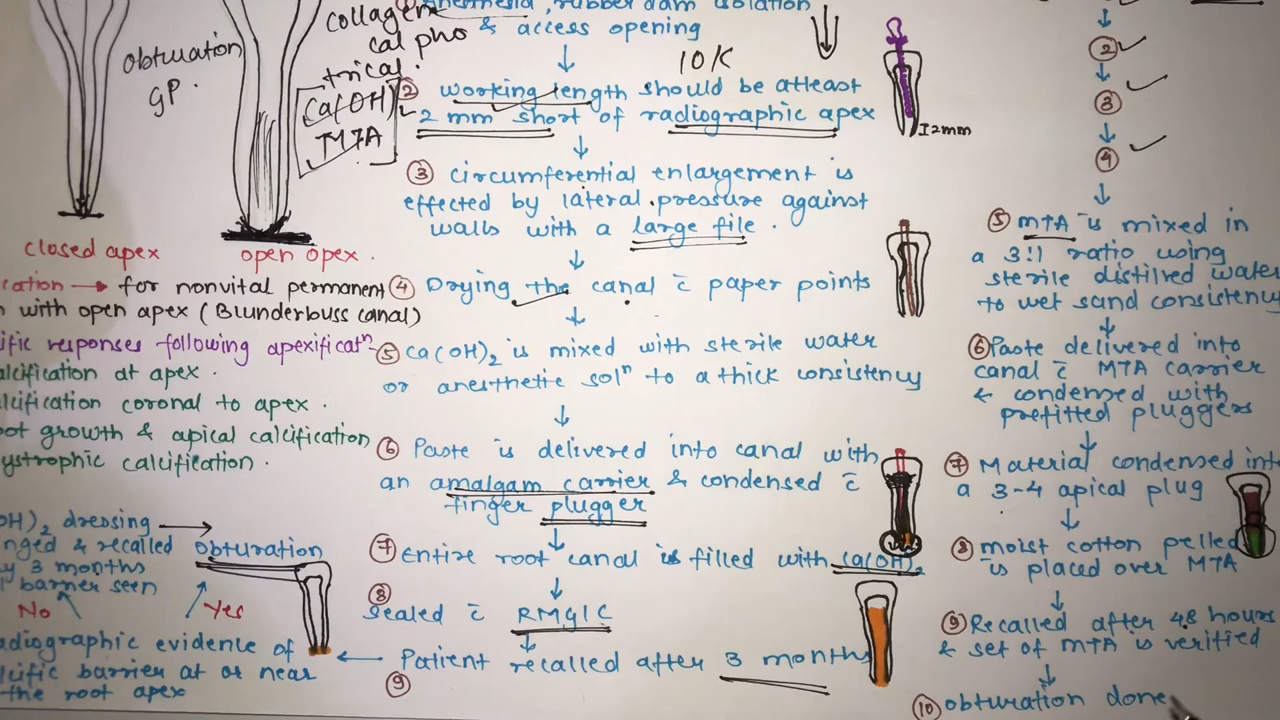 obturation
GP.
closed apex
collagen
cal pho
trical.
Ca(OH)2
MTA
open apex.
cation → for nonvital permanent
with open apex (Blunderbuss canal)
ific responses following apexificatⁿ
alcification at apex.
lcification coronal to apex.
oot growth & apical calcification
ystrophic calcification.
OH)2 dressing →
nged & recalled
y 3 months
barrier seen
obturation
No
Yes
adiographic evidence of
cific barrier at or near
the root apex
① Anesthesia, rubber dam isolation
& access opening
↓
10K
② working length should be atleast
2 mm short of radiographic apex
↓
③ circumferential enlargement is
effected by lateral pressure against
walls with a large file.
↓
④ Drying the canal c̄ paper points
↓
⑤ ca(OH)2 is mixed with sterile water
or anesthetic solⁿ to a thick consistency
↓
⑥ Paste is delivered into canal with
an amalgam carrier & condensed c̄
finger plugger
↓
⑦ Entire root canal is filled with ca(OH)2
↓
⑧
Sealed c̄ RMGIC
↓
← Patient recalled after 3 months
⑨
I2mm
↓
②
↓
③
↓
④
↓
⑤ MTA is mixed in
a 3:1 ratio using
sterile distilved water
to wet sand consistency
↓
⑥ Paste delivered into
canal c̄ MTA carrier
& condensed with
prefitted pluggers
↓
⑦ Material condensed into
a 3-4 apical plug
↓
⑧ moist cotton pelled
is placed over MTA
↓
⑨ Recalled after 48 hours
& set of MTA is verified
↓
⑩ obturation done